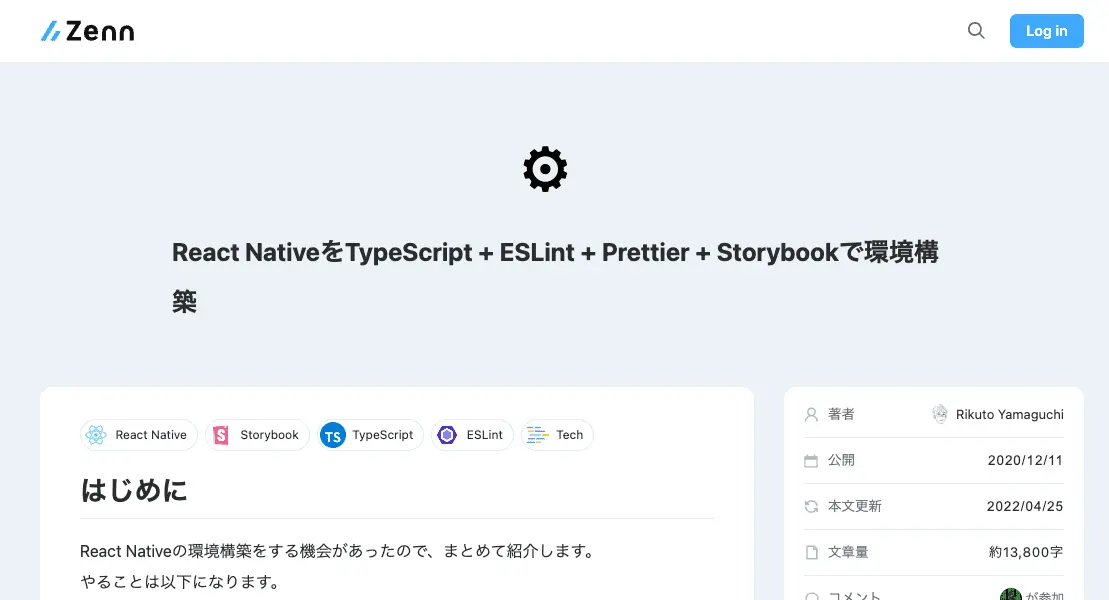 Zenn
Log in
React NativeをTypeScript + ESLint + Prettier + Storybookで環境構
築
React Native
Storybook
TS TypeScript
ESLint
Tech
はじめに
React Nativeの環境構築をする機会があったので、まとめて紹介します。
やることは以下になります。
著者 Rikuto Yamaguchi
公開 2020/12/11
本文更新 2022/04/25
文章量 約13,800字
コメント が参加